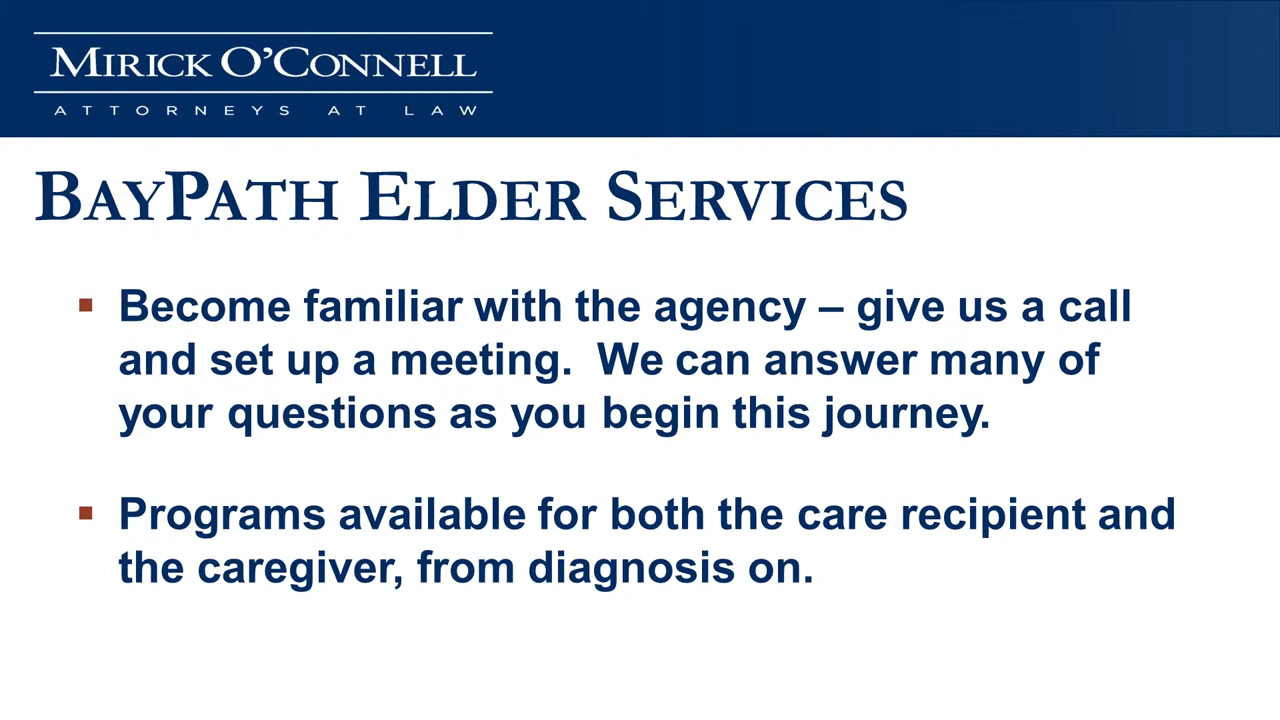 MIRICK O’CONNELL
ATTORNEYS AT LAW
BAYPATH ELDER SERVICES
▪ Become familiar with the agency – give us a call
and set up a meeting.  We can answer many of
your questions as you begin this journey.
▪ Programs available for both the care recipient and
the caregiver, from diagnosis on.